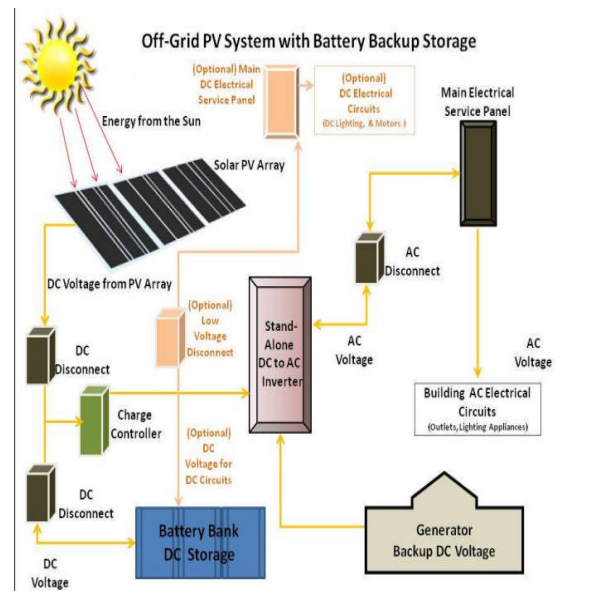 Off-Grid PV System with Battery Backup Storage
(Optional) Main
DC Electrical
Service Panel
(Optional)
DC Electrical
Circuits
(DC Lighting, & Motors )
Main Electrical
Service Panel
Energy from the Sun
Solar PV Array
DC Voltage from PV Array
AC
Disconnect
(Optional)
Low
Voltage
Disconnect
Stand-
Alone
DC to AC
Inverter
AC
Voltage
DC
Disconnect
AC
Voltage
Building AC Electrical
Circuits
(Outlets, Lighting Appliances)
Charge
Controller
(Optional)
DC
Voltage for
DC Circuits
DC
Disconnect
Battery Bank
DC Storage
Generator
Backup DC Voltage
DC
Voltage